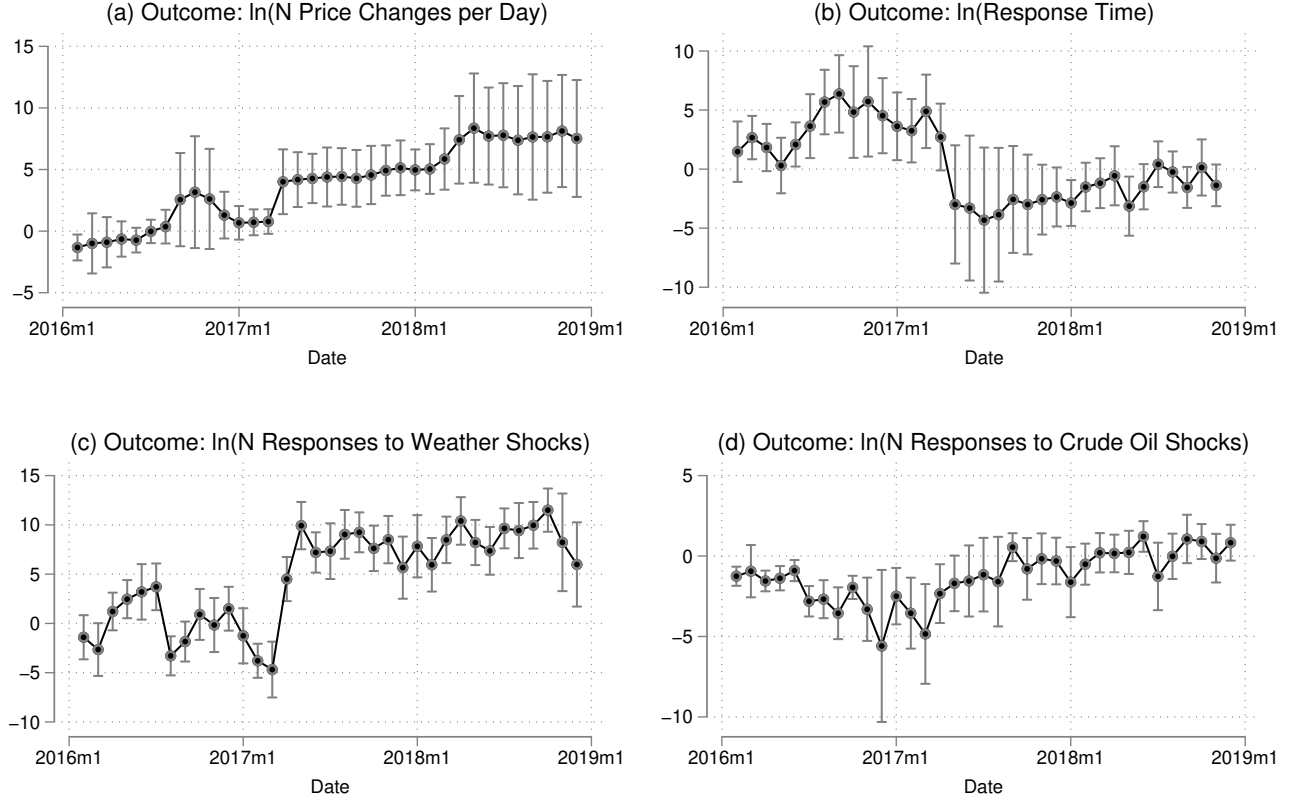 (a) Outcome: ln(N Price Changes per Day)
15
10
5
0
−5
2016m1 2017m1 2018m1 2019m1
Date
(b) Outcome: ln(Response Time)
10
5
0
−5
−10
2016m1 2017m1 2018m1 2019m1
Date
(c) Outcome: ln(N Responses to Weather Shocks)
15
10
5
0
−5
−10
2016m1 2017m1 2018m1 2019m1
Date
(d) Outcome: ln(N Responses to Crude Oil Shocks)
5
0
−5
−10
2016m1 2017m1 2018m1 2019m1
Date